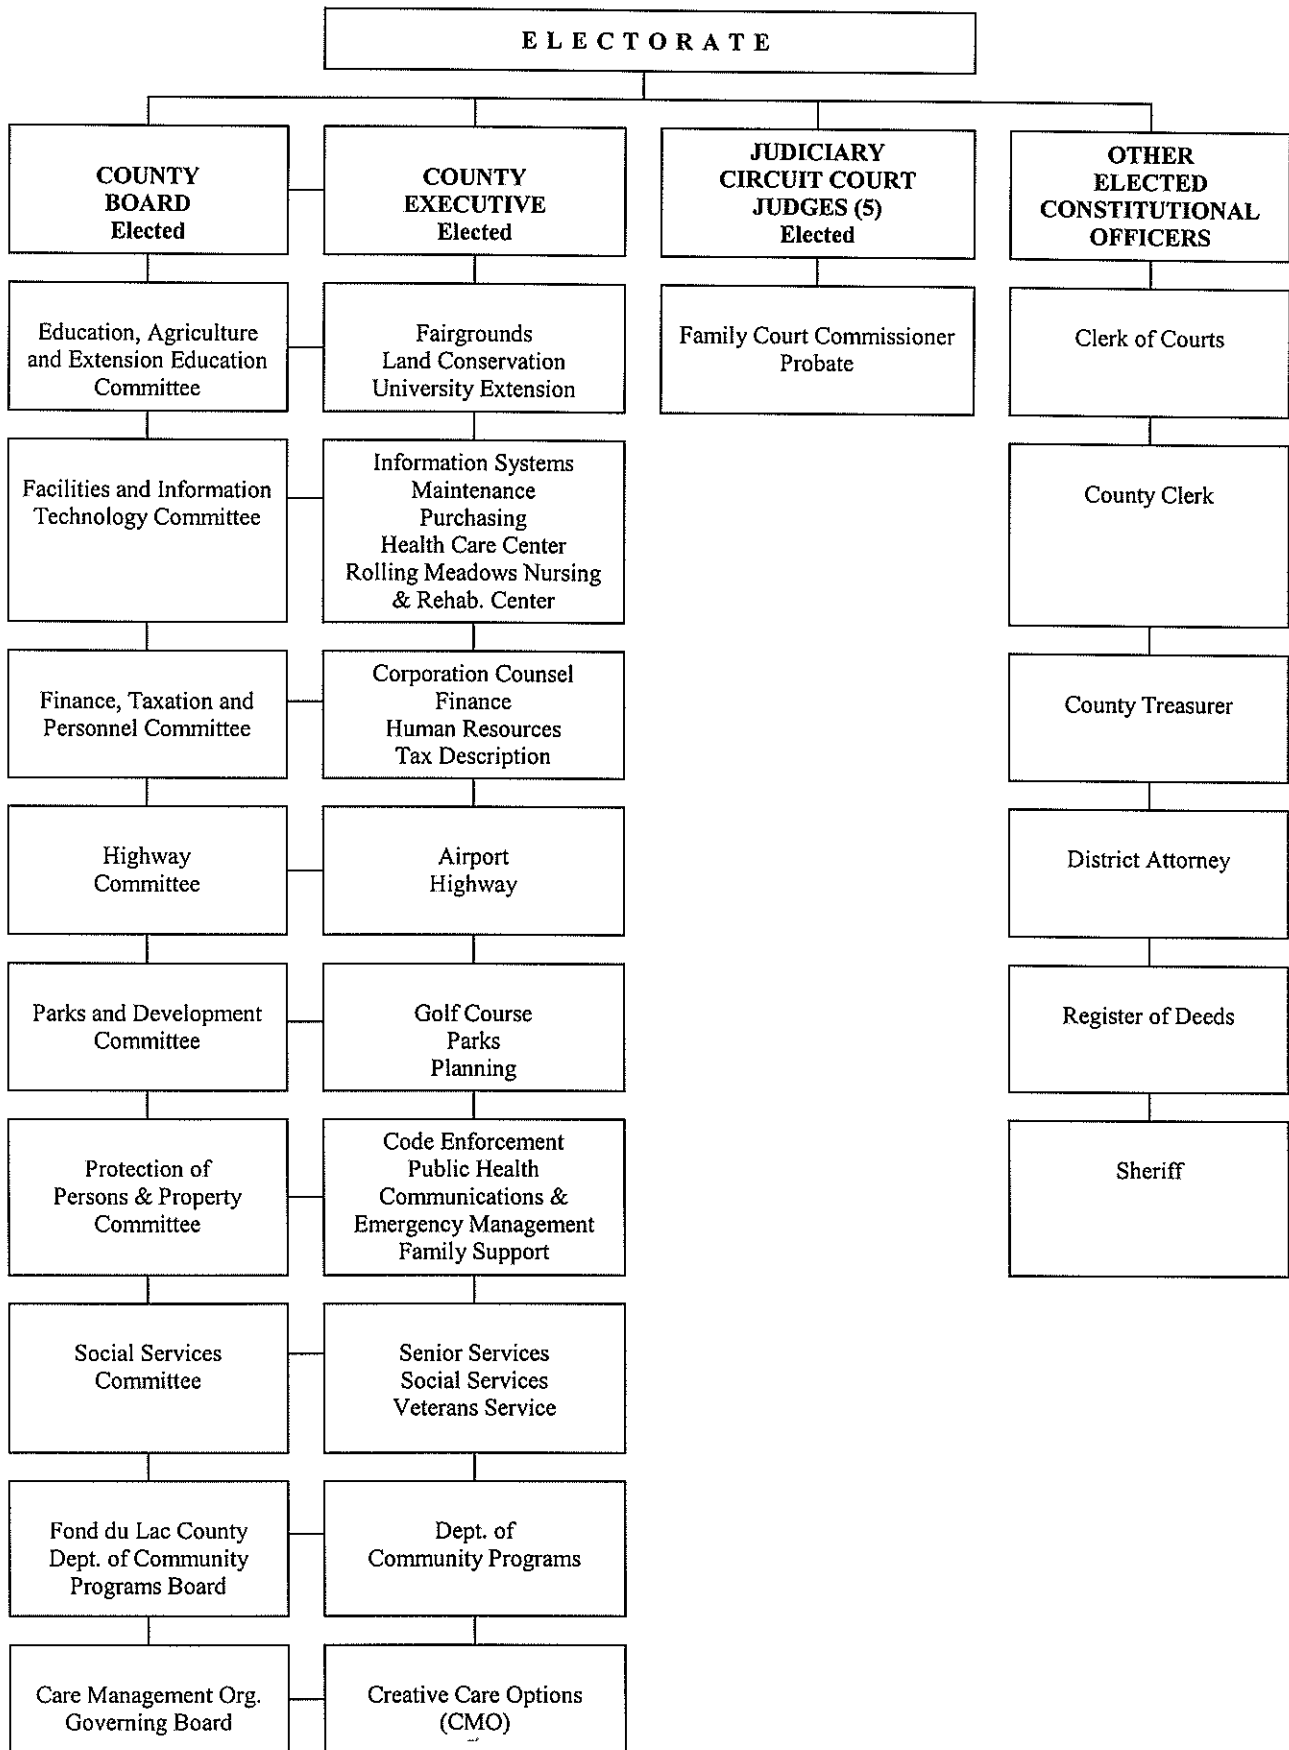 ELECTORATE
COUNTY
BOARD
Elected
COUNTY
EXECUTIVE
Elected
JUDICIARY
CIRCUIT COURT
JUDGES (5)
Elected
OTHER
ELECTED
CONSTITUTIONAL
OFFICERS
Education, Agriculture
and Extension Education
Committee
Fairgrounds
Land Conservation
University Extension
Family Court Commissioner
Probate
Clerk of Courts
Facilities and Information
Technology Committee
Information Systems
Maintenance
Purchasing
Health Care Center
Rolling Meadows Nursing
& Rehab. Center
County Clerk
Finance, Taxation and
Personnel Committee
Corporation Counsel
Finance
Human Resources
Tax Description
County Treasurer
Highway
Committee
Airport
Highway
District Attorney
Parks and Development
Committee
Golf Course
Parks
Planning
Register of Deeds
Protection of
Persons & Property
Committee
Code Enforcement
Public Health
Communications &
Emergency Management
Family Support
Sheriff
Social Services
Committee
Senior Services
Social Services
Veterans Service
Fond du Lac County
Dept. of Community
Programs Board
Dept. of
Community Programs
Care Management Org.
Governing Board
Creative Care Options
(CMO)